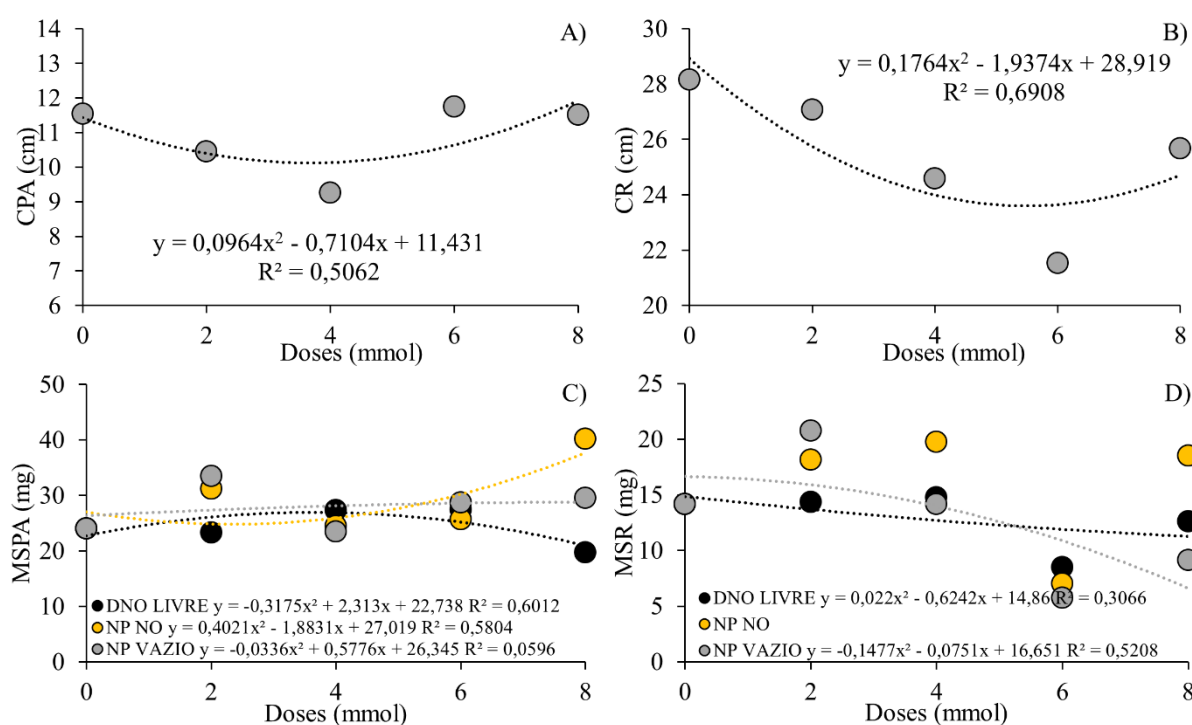 A)
14
13
12
11
10
9
8
7
6
CPA (cm)
y = 0,0964x² - 0,7104x + 11,431
R² = 0,5062
0 2 4 6 8
Doses (mmol)
B)
30
28
26
24
22
20
CR (cm)
y = 0,1764x² - 1,9374x + 28,919
R² = 0,6908
0 2 4 6 8
Doses (mmol)
C)
50
40
30
20
10
0
MSPA (mg)
DNO LIVRE y = -0,3175x² + 2,313x + 22,738 R² = 0,6012
NP NO y = 0,4021x² - 1,8831x + 27,019 R² = 0,5804
NP VAZIO y = -0,0336x² + 0,5776x + 26,345 R² = 0,0596
0 2 4 6 8
Doses (mmol)
D)
25
20
15
10
5
0
MSR (mg)
DNO LIVRE y = 0,022x² - 0,6242x + 14,86 R² = 0,3066
NP NO
NP VAZIO y = -0,1477x² - 0,0751x + 16,651 R² = 0,5208
0 2 4 6 8
Doses (mmol)